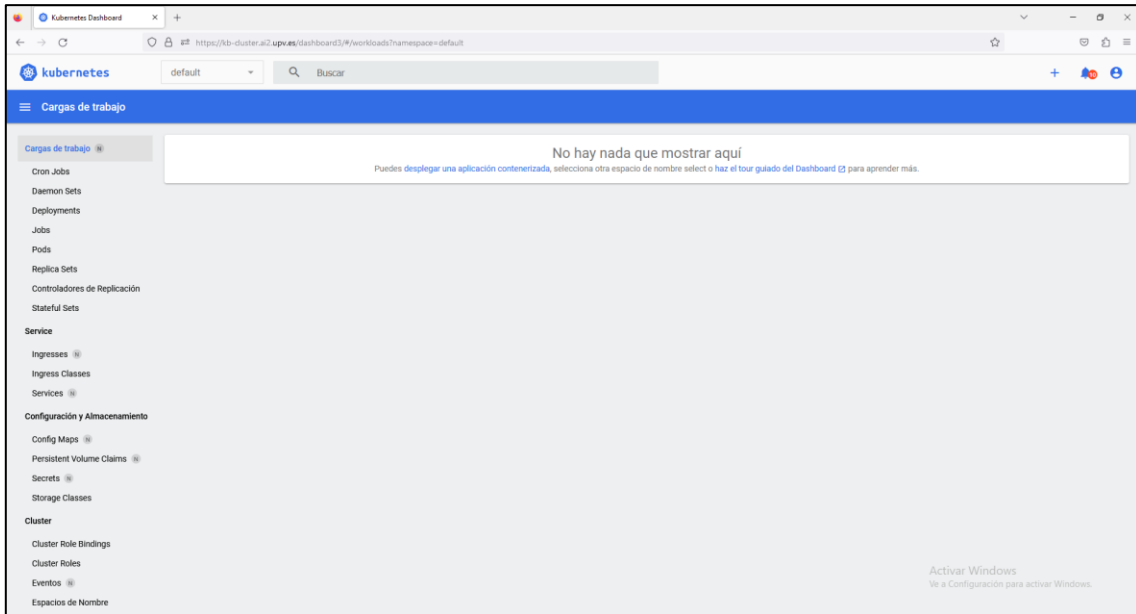 Kubernetes Dashboard
https://kb-cluster.ai2.upv.es/dashboard3/#/workloads?namespace=default
kubernetes
default
Buscar
Cargas de trabajo
Cargas de trabajo N
Cron Jobs
Daemon Sets
Deployments
Jobs
Pods
Replica Sets
Controladores de Replicación
Stateful Sets
Service
Ingresses N
Ingress Classes
Services N
Configuración y Almacenamiento
Config Maps N
Persistent Volume Claims N
Secrets N
Storage Classes
Cluster
Cluster Role Bindings
Cluster Roles
Eventos N
Espacios de Nombre
No hay nada que mostrar aquí
Puedes desplegar una aplicación contenerizada, selecciona otra espacio de nombre select o haz el tour guiado del Dashboard para aprender más.
Activar Windows
Ve a Configuración para activar Windows.